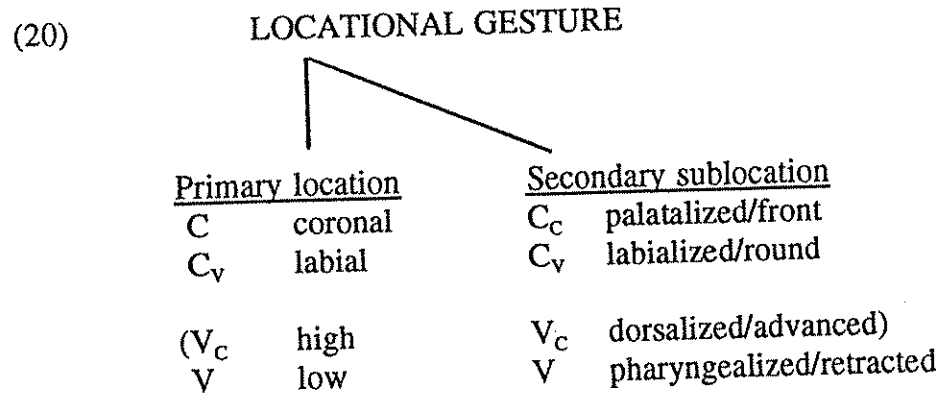 (20) LOCATIONAL GESTURE
Primary location Secondary sublocation
C coronal C_c palatalized/front
C_v labial C_v labialized/round
(V_c high V_c dorsalized/advanced)
V low V pharyngealized/retracted